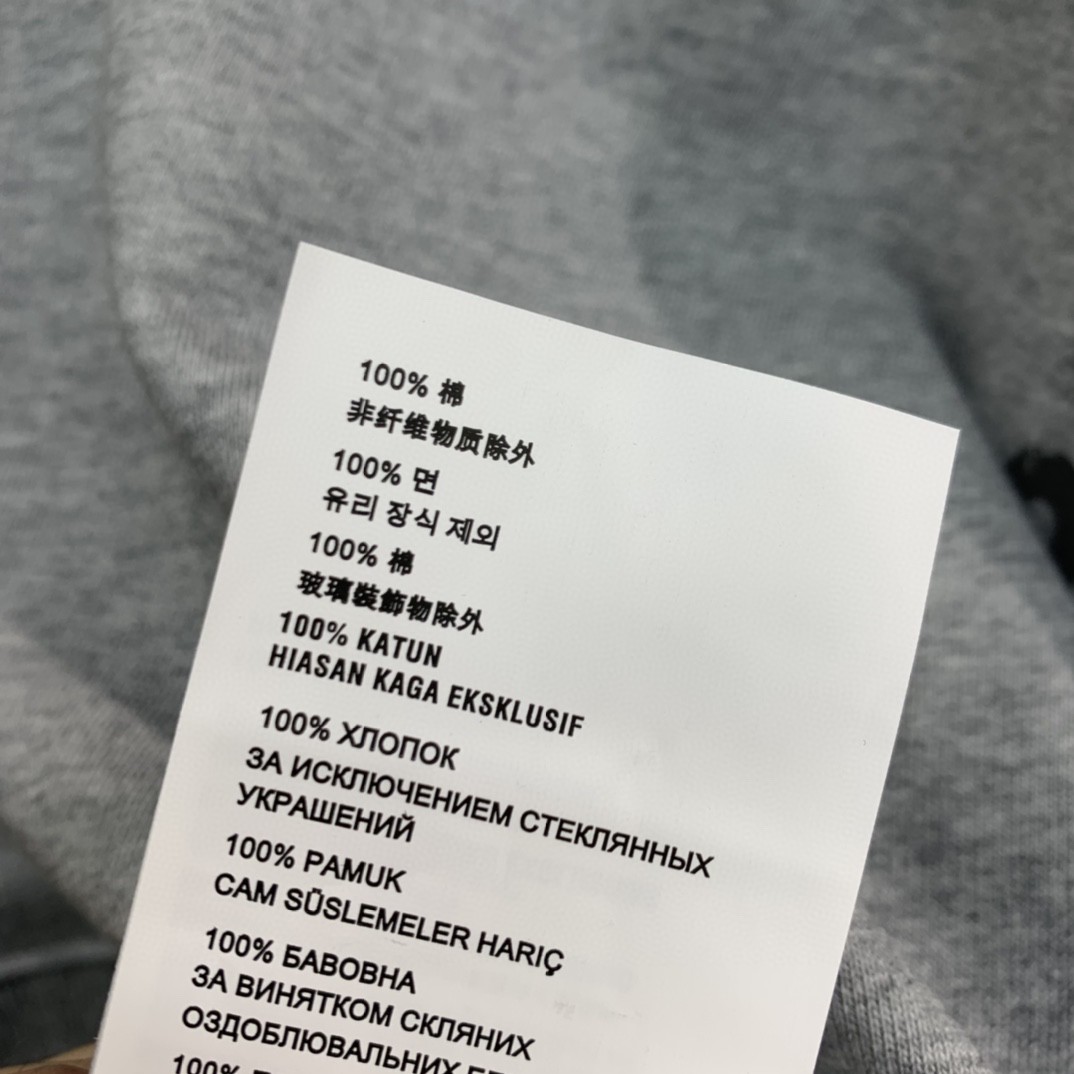 100% 棉
非纤维物质除外
100% 면
유리 장식 제외
100% 棉
玻璃裝飾物除外
100% KATUN
HIASAN KAGA EKSKLUSIF
100% ХЛОПОК
ЗА ИСКЛЮЧЕНИЕМ СТЕКЛЯННЫХ
УКРАШЕНИЙ
100% PAMUK
CAM SÜSLEMELER HARIÇ
100% БАВОВНА
ЗА ВИНЯТКОМ СКЛЯНИХ
ОЗДОБЛЮВАЛЬНИХ
100%